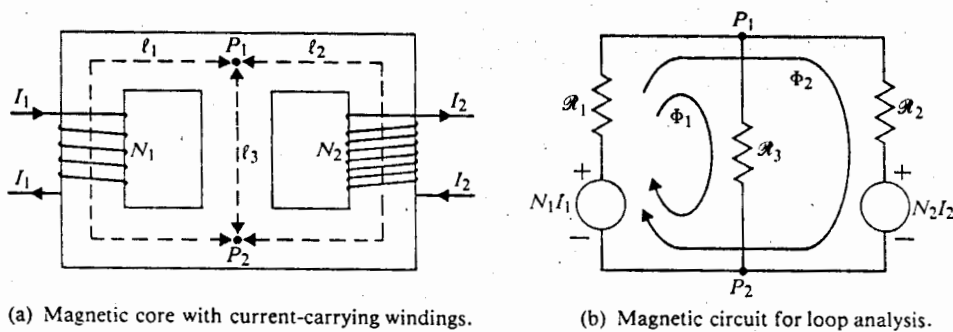 ℓ₁ P₁ ℓ₂
I₁ I₂
N₁ ℓ₃ N₂
I₁ I₂
P₂
(a) Magnetic core with current-carrying windings.
P₁
Φ₂
ℛ₁ Φ₁ ℛ₃ ℛ₂
+ +
N₁I₁ N₂I₂
− −
P₂
(b) Magnetic circuit for loop analysis.